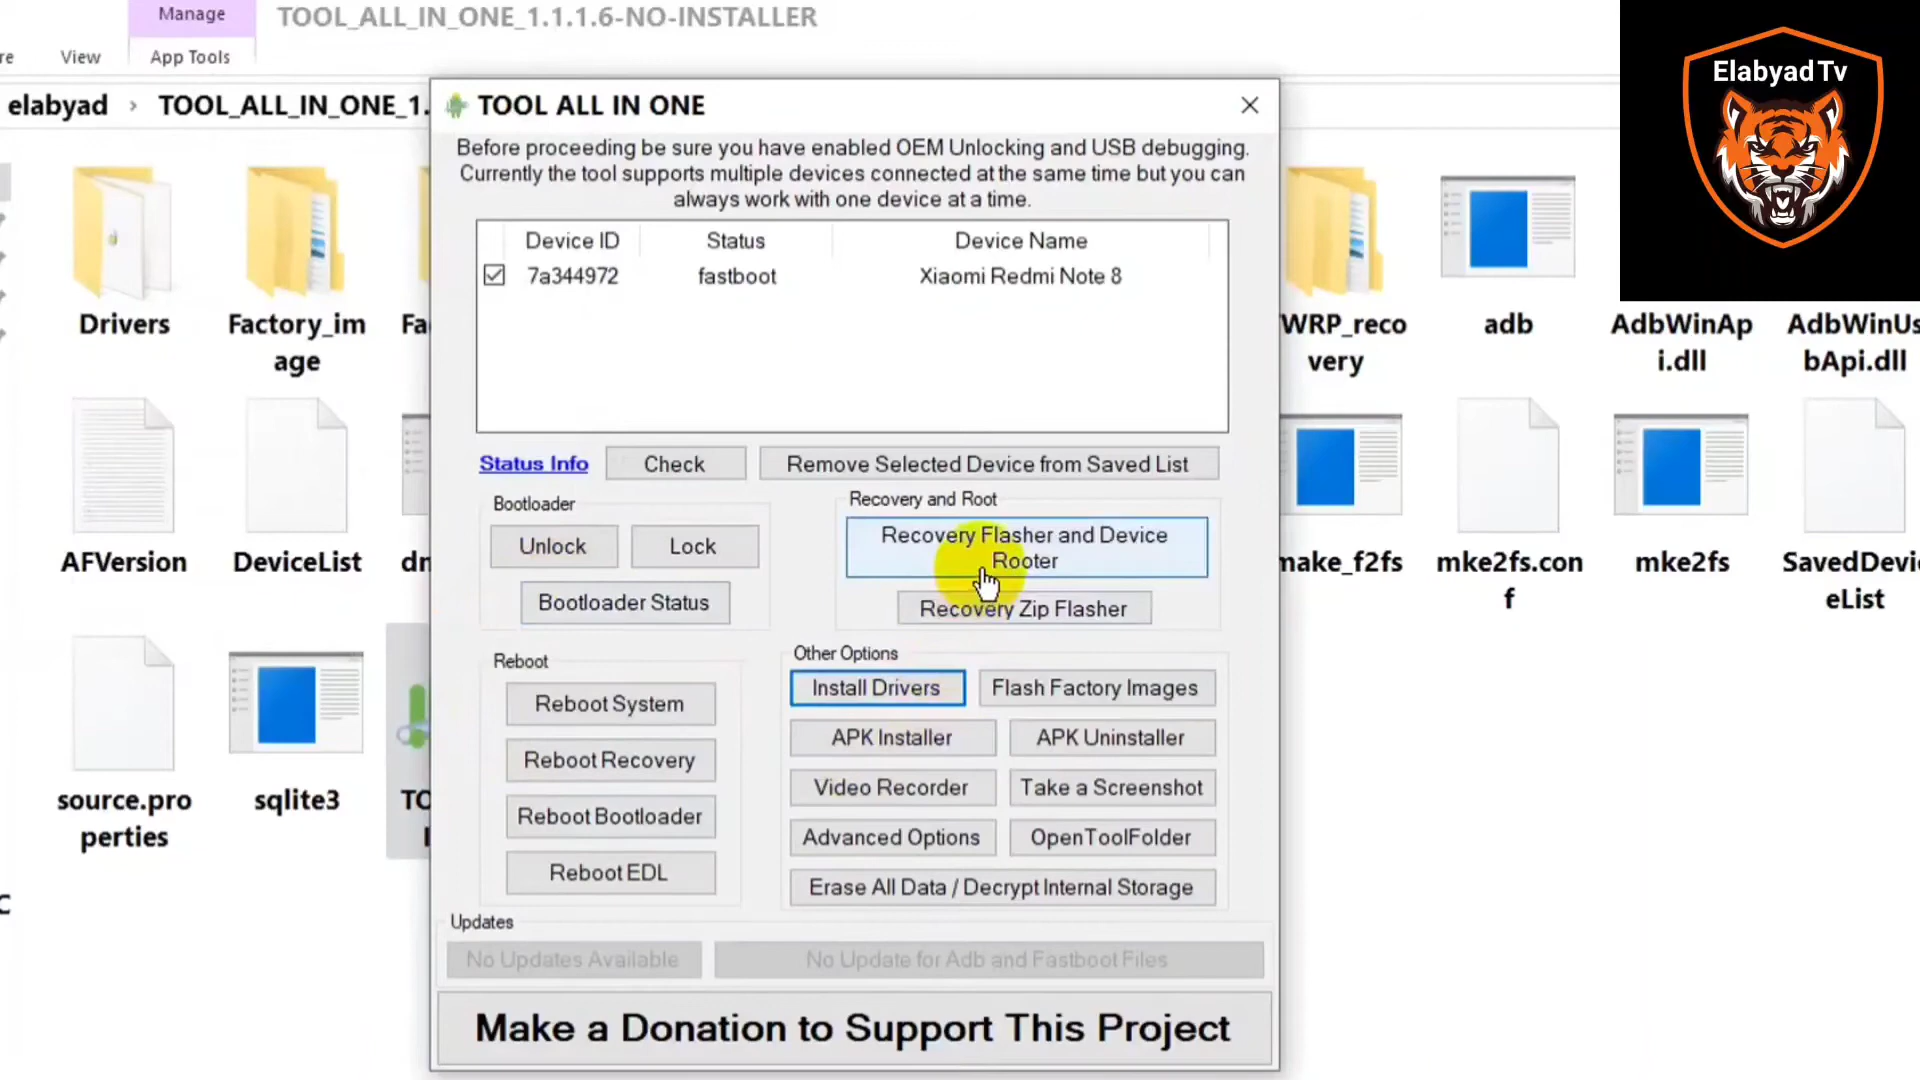 Manage
TOOL_ALL_IN_ONE_1.1.1.6-NO-INSTALLER
re
View
App Tools
elabyad › TOOL_ALL_IN_ONE_1.
Elabyad Tv
TOOL ALL IN ONE
Before proceeding be sure you have enabled OEM Unlocking and USB debugging.
Currently the tool supports multiple devices connected at the same time but you can
always work with one device at a time.
Device ID Status Device Name
7a344972 fastboot Xiaomi Redmi Note 8
Drivers
Factory_im
age
Fa
WRP_reco
very
adb
AdbWinAp
i.dll
AdbWinUs
bApi.dll
Status Info
Check
Remove Selected Device from Saved List
Bootloader
Unlock
Lock
Bootloader Status
Recovery and Root
Recovery Flasher and Device
Rooter
Recovery Zip Flasher
AFVersion
DeviceList
dn
make_f2fs
mke2fs.con
f
mke2fs
SavedDevic
eList
Reboot
Reboot System
Reboot Recovery
Reboot Bootloader
Reboot EDL
Other Options
Install Drivers
Flash Factory Images
APK Installer
APK Uninstaller
Video Recorder
Take a Screenshot
Advanced Options
OpenToolFolder
Erase All Data / Decrypt Internal Storage
source.pro
perties
sqlite3
TO
Updates
No Updates Available
No Update for Adb and Fastboot Files
Make a Donation to Support This Project